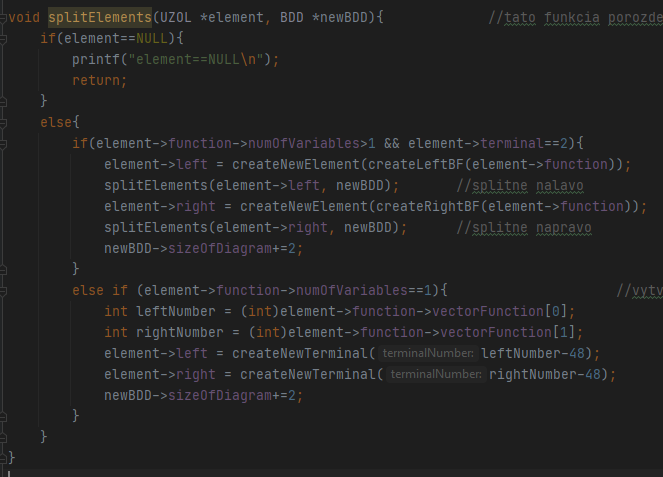 void splitElements(UZOL *element, BDD *newBDD){ //tato funkcia porozde
if(element==NULL){
printf("element==NULL\n");
return;
}
else{
if(element->function->numOfVariables>1 && element->terminal==2){
element->left = createNewElement(createLeftBF(element->function));
splitElements(element->left, newBDD); //splitne nalavo
element->right = createNewElement(createRightBF(element->function));
splitElements(element->right, newBDD); //splitne napravo
newBDD->sizeOfDiagram+=2;
}
else if (element->function->numOfVariables==1){ //vytv
int leftNumber = (int)element->function->vectorFunction[0];
int rightNumber = (int)element->function->vectorFunction[1];
element->left = createNewTerminal( terminalNumber: leftNumber-48);
element->right = createNewTerminal( terminalNumber: rightNumber-48);
newBDD->sizeOfDiagram+=2;
}
}
}